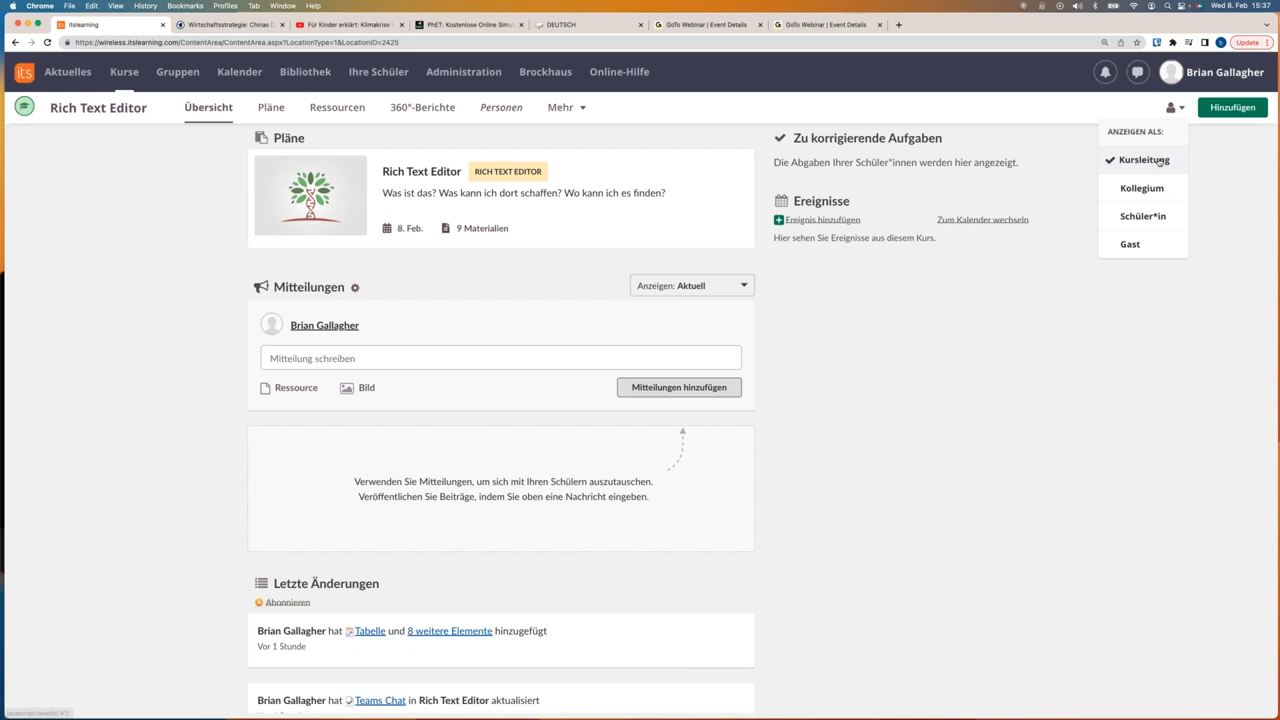 Chrome File Edit View History Bookmarks Profiles Tab Window Help
Wed 8. Feb 15:37
itslearning
Wirtschaftsstrategie: Chinas C
Für Kinder erklärt: Klimakrise
PhET: Kostenlose Online Simu
DEUTSCH
GoTo Webinar | Event Details
GoTo Webinar | Event Details
https://wireless.itslearning.com/ContentArea/ContentArea.aspx?LocationType=1&LocationID=2425
b
Update
its
Aktuelles Kurse Gruppen Kalender Bibliothek Ihre Schüler Administration Brockhaus Online-Hilfe
Brian Gallagher
Rich Text Editor
Übersicht Pläne Ressourcen 360°-Berichte Personen Mehr
Hinzufügen
ANZEIGEN ALS:
Kursleitung
Kollegium
Schüler*in
Gast
Pläne
Rich Text Editor RICH TEXT EDITOR
Was ist das? Was kann ich dort schaffen? Wo kann ich es finden?
8. Feb. 9 Materialien
Zu korrigierende Aufgaben
Die Abgaben Ihrer Schüler*innen werden hier angezeigt.
Ereignisse
Ereignis hinzufügen
Zum Kalender wechseln
Hier sehen Sie Ereignisse aus diesem Kurs.
Mitteilungen
Anzeigen: Aktuell
Brian Gallagher
Mitteilung schreiben
Ressource
Bild
Mitteilungen hinzufügen
Verwenden Sie Mitteilungen, um sich mit Ihren Schülern auszutauschen.
Veröffentlichen Sie Beiträge, indem Sie oben eine Nachricht eingeben.
Letzte Änderungen
Abonnieren
Brian Gallagher hat Tabelle und 8 weitere Elemente hinzugefügt
Vor 1 Stunde
Brian Gallagher hat Teams Chat in Rich Text Editor aktualisiert